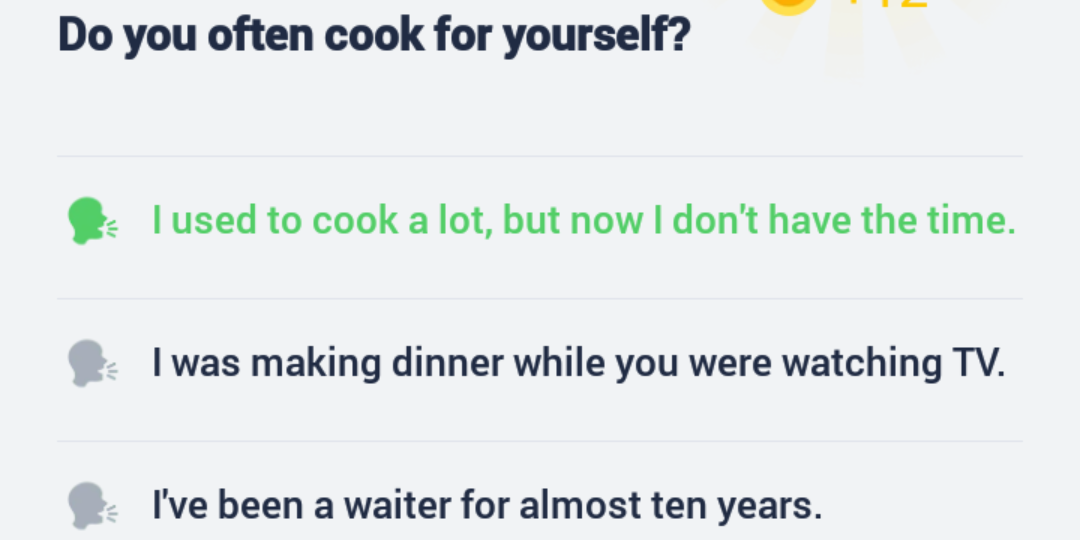 Do you often cook for yourself?
I used to cook a lot, but now I don't have the time.
I was making dinner while you were watching TV.
I've been a waiter for almost ten years.